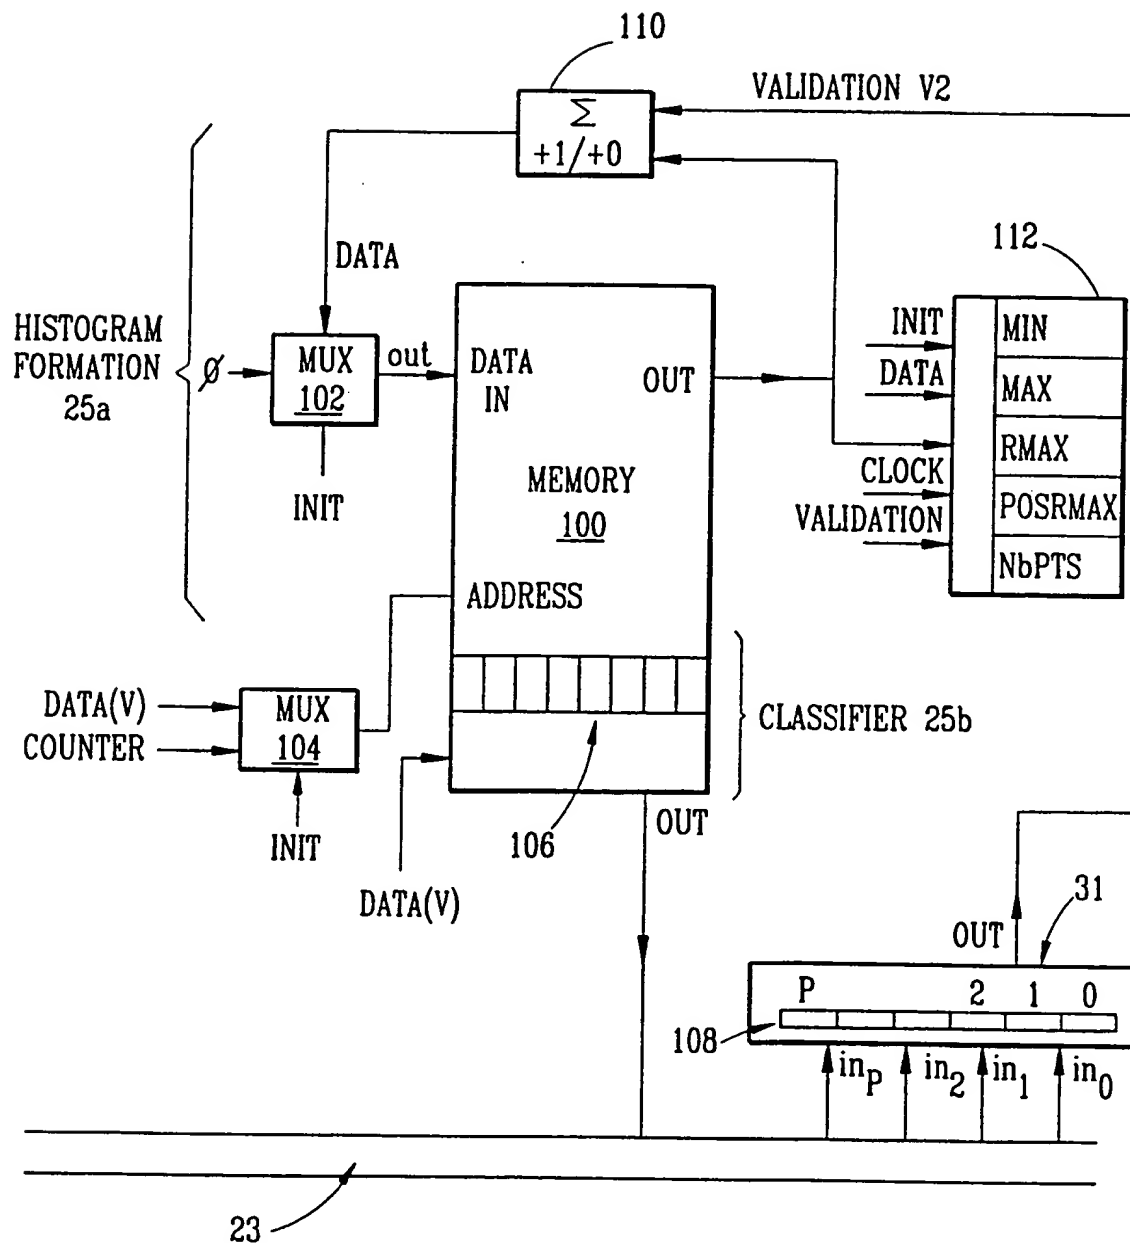 110
VALIDATION V2
Σ
+1/+0
112
DATA
HISTOGRAM
FORMATION
25a
Ø
MUX
102
out
INIT
DATA
IN
OUT
MEMORY
100
ADDRESS
INIT
DATA
CLOCK
VALIDATION
MIN
MAX
RMAX
POSRMAX
NbPTS
DATA(V)
COUNTER
MUX
104
INIT
CLASSIFIER 25b
106
OUT
DATA(V)
OUT
31
P 2 1 0
108
inP in2 in1 in0
23